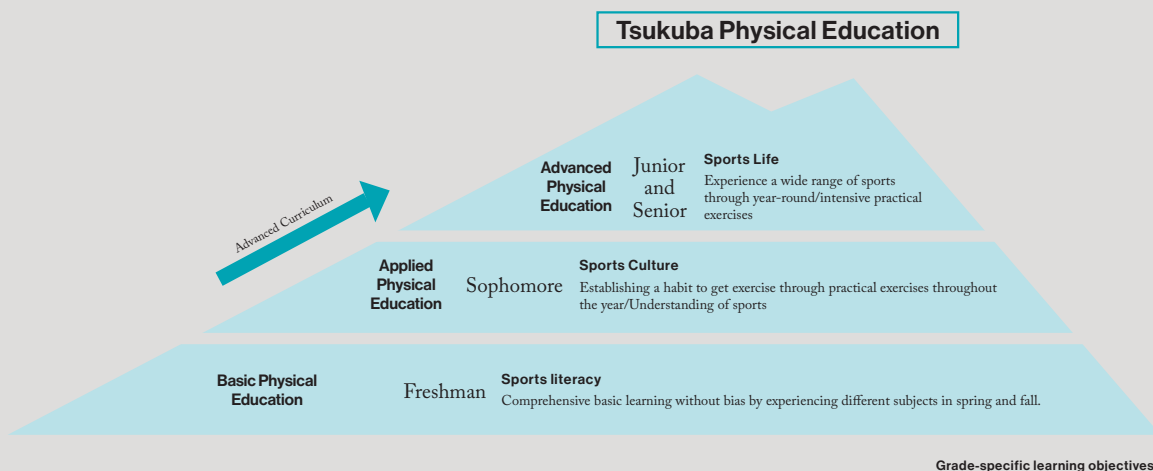 Tsukuba Physical Education
Advanced Curriculum
Advanced
Physical
Education
Junior
and
Senior
Sports Life
Experience a wide range of sports
through year-round/intensive practical
exercises
Applied
Physical
Education
Sophomore
Sports Culture
Establishing a habit to get exercise through practical exercises throughout
the year/Understanding of sports
Basic Physical
Education
Freshman
Sports literacy
Comprehensive basic learning without bias by experiencing different subjects in spring and fall.
Grade-specific learning objectives